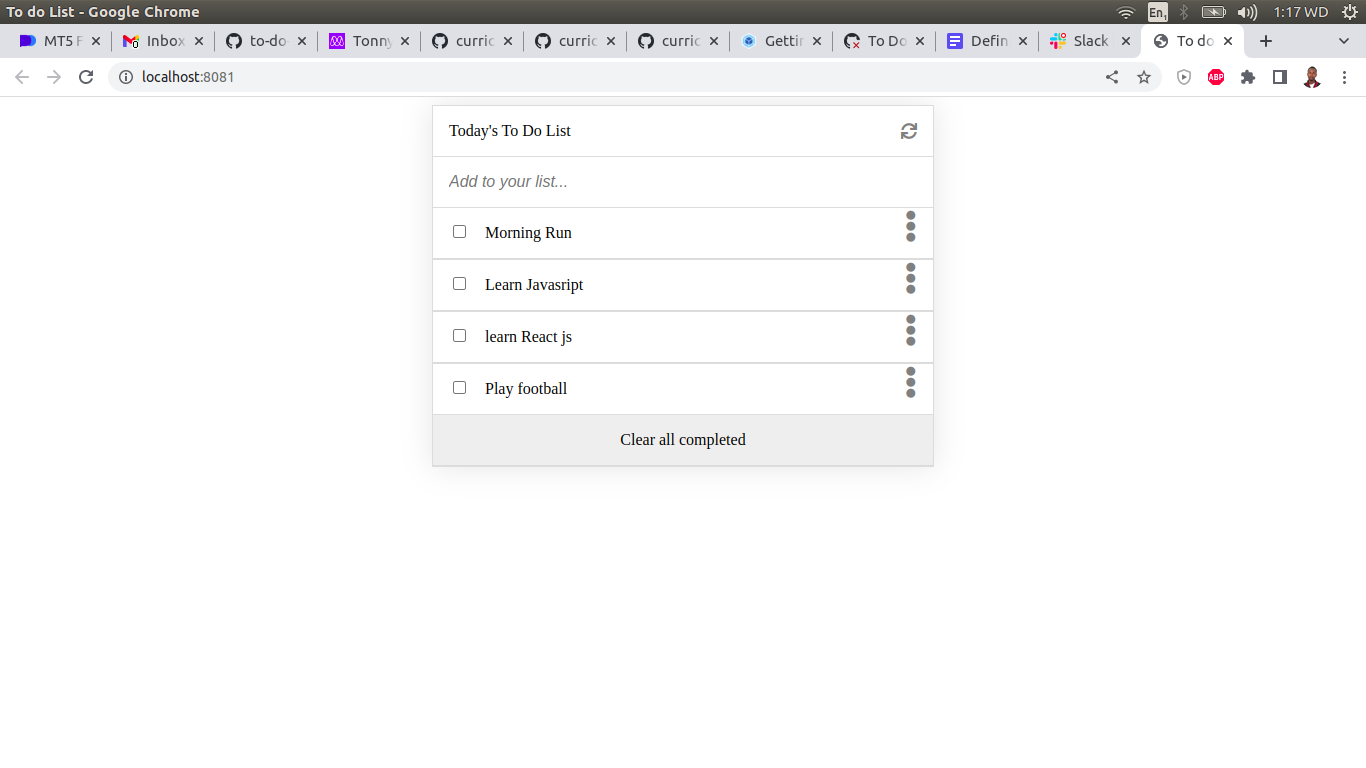 To do List - Google Chrome
En1
1:17 WD
MT5 F
Inbox
to-do
Tonny
curric
curric
curric
Gettin
To Do
Defin
Slack
To do
localhost:8081
ABP
Today's To Do List
Add to your list...
Morning Run
Learn Javasript
learn React js
Play football
Clear all completed